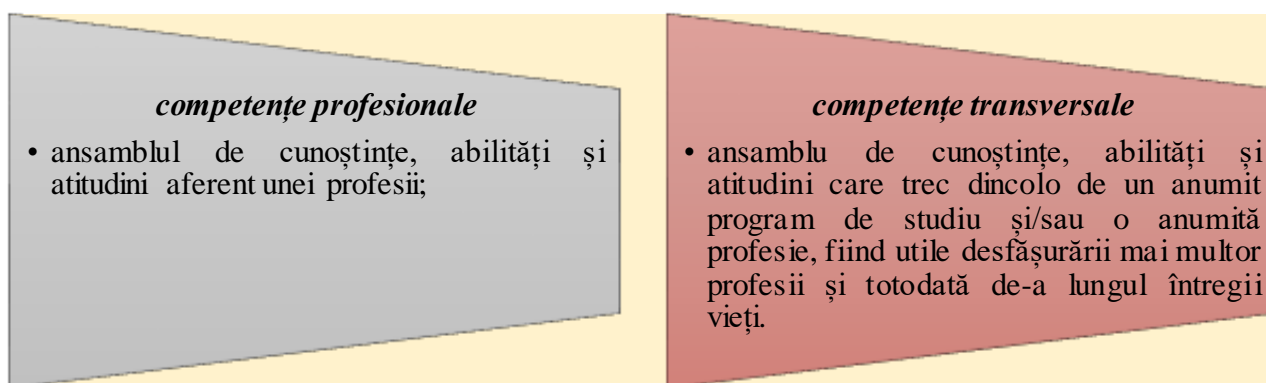 competențe profesionale
• ansamblul de cunoștințe, abilități și
atitudini aferent unei profesii;
competențe transversale
• ansamblu de cunoștințe, abilități și
atitudini care trec dincolo de un anumit
program de studiu și/sau o anumită
profesie, fiind utile desfășurării mai multor
profesii și totodată de-a lungul întregii
vieți.